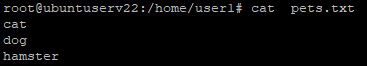 root@ubuntuserv22:/home/user1# cat  pets.txt
cat
dog
hamster